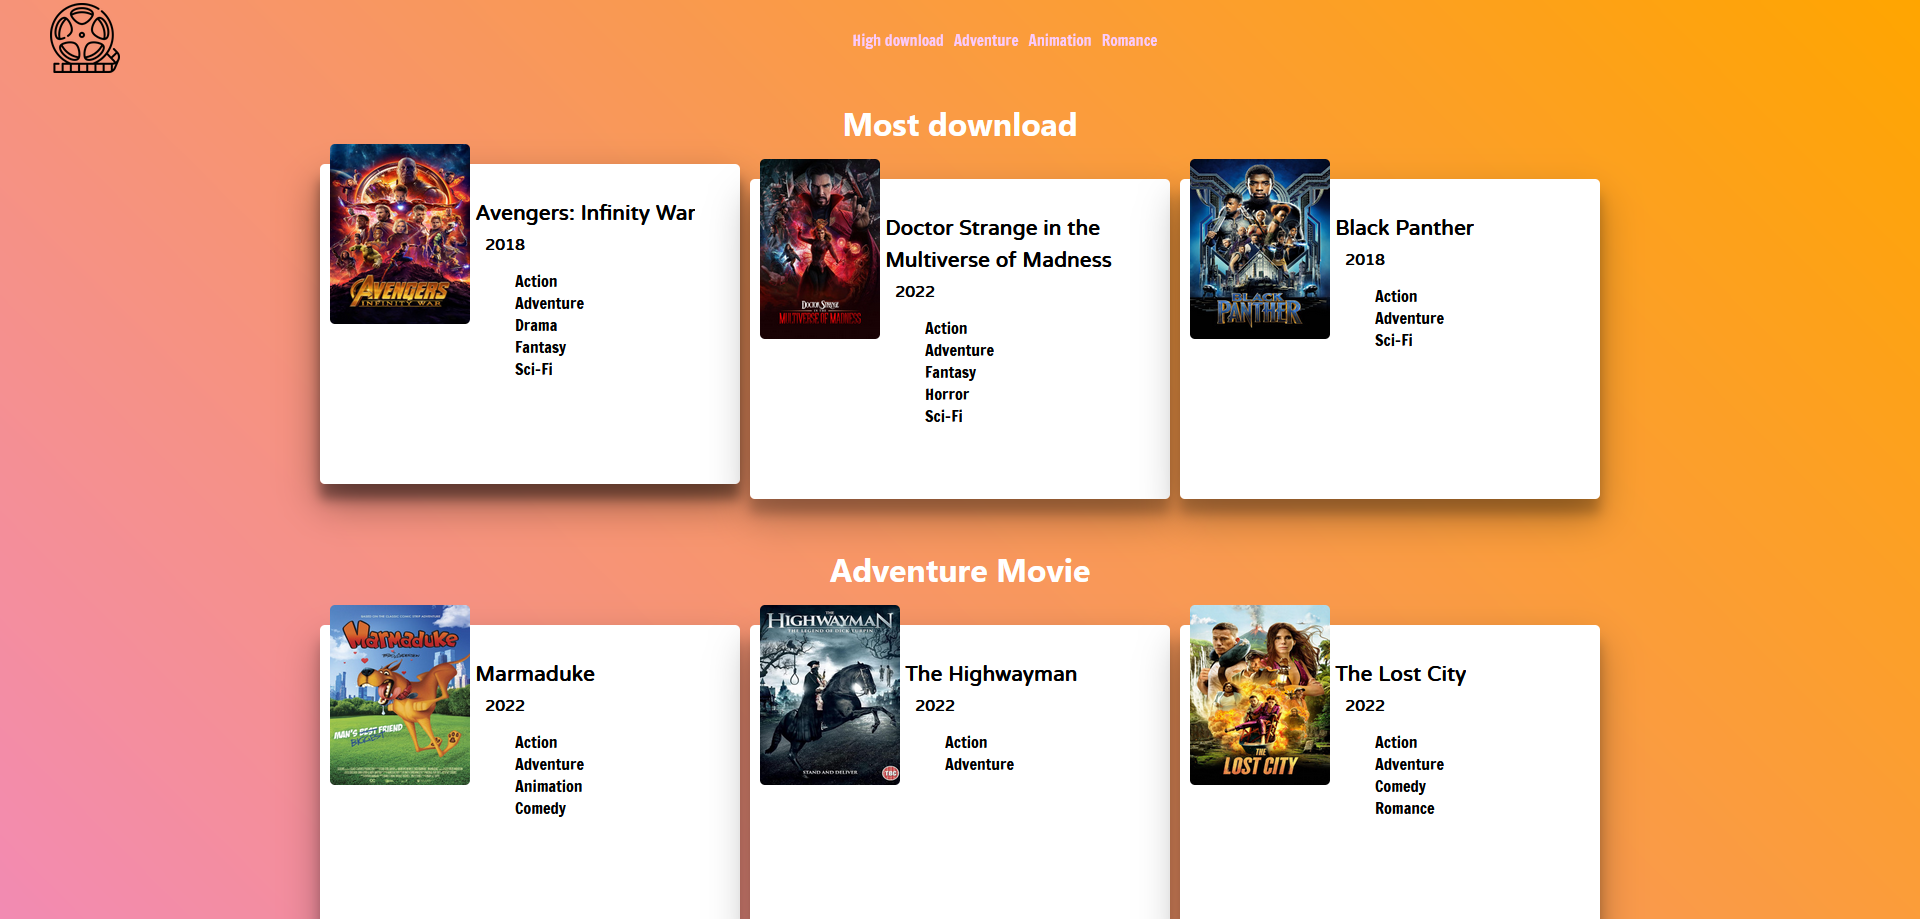 High download Adventure Animation Romance
Most download
AVENGERS
INFINITY WAR
Avengers: Infinity War
2018
Action
Adventure
Drama
Fantasy
Sci-Fi
DOCTOR STRANGE
IN THE
MULTIVERSE OF MADNESS
Doctor Strange in the
Multiverse of Madness
2022
Action
Adventure
Fantasy
Horror
Sci-Fi
BLACK
PANTHER
Black Panther
2018
Action
Adventure
Sci-Fi
Adventure Movie
MARMADUKE
MAN'S BEST FRIEND
Marmaduke
2022
Action
Adventure
Animation
Comedy
THE
HIGHWAYMAN
THE LEGEND OF DICK TURPIN
STAND AND DELIVER
TBC
The Highwayman
2022
Action
Adventure
THE
LOST CITY
The Lost City
2022
Action
Adventure
Comedy
Romance